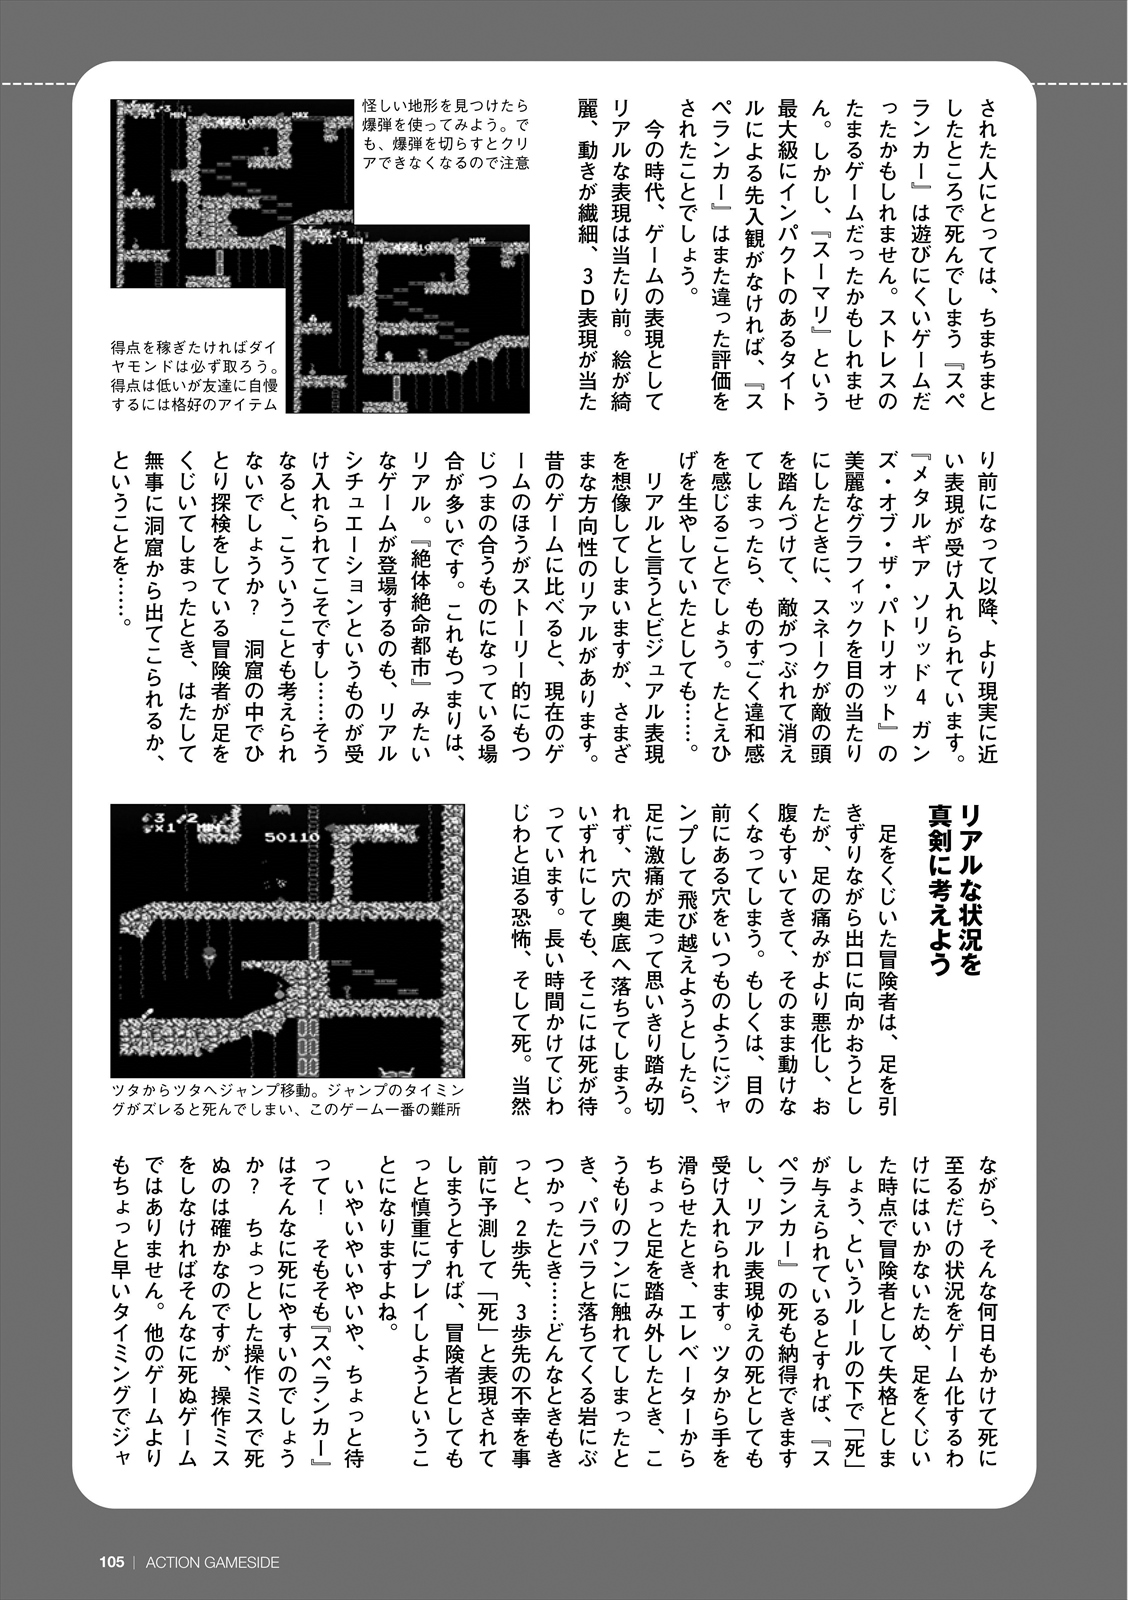 された人にとっては、ちまちまと
したところで死んでしまう『スペ
ランカー』は遊びにくいゲームだ
ったかもしれません。ストレスの
たまるゲームだったかもしれませ
ん。しかし、『スーマリ』という
最大級にインパクトのあるタイト
ルによる先入観がなければ、『ス
ペランカー』はまた違った評価を
されたことでしょう。
　今の時代、ゲームの表現として
リアルな表現は当たり前。絵が綺
麗、動きが繊細、3D表現が当た
怪しい地形を見つけたら
爆弾を使ってみよう。で
も、爆弾を切らすとクリ
アできなくなるので注意
得点を稼ぎたければダイ
ヤモンドは必ず取ろう。
得点は低いが友達に自慢
するには格好のアイテム
り前になって以降、より現実に近
い表現が受け入れられています。
『メタルギア ソリッド4 ガン
ズ・オブ・ザ・パトリオット』の
美麗なグラフィックを目の当たり
にしたときに、スネークが敵の頭
を踏んづけて、敵がつぶれて消え
てしまったら、ものすごく違和感
を感じることでしょう。たとえひ
げを生やしていたとしても……。
　リアルと言うとビジュアル表現
を想像してしまいますが、さまざ
まな方向性のリアルがあります。
昔のゲームに比べると、現在のゲ
ームのほうがストーリー的にもつ
じつまの合うものになっている場
合が多いです。これもつまりは、
リアル。『絶体絶命都市』みたい
なゲームが登場するのも、リアル
シチュエーションというものが受
け入れられてこそですし……そう
なると、こういうことも考えられ
ないでしょうか？　洞窟の中でひ
とり探検をしている冒険者が足を
くじいてしまったとき、はたして
無事に洞窟から出てこられるか、
ということを……。
リアルな状況を
真剣に考えよう
　足をくじいた冒険者は、足を引
きずりながら出口に向かおうとし
たが、足の痛みがより悪化し、お
腹もすいてきて、そのまま動けな
くなってしまう。もしくは、目の
前にある穴をいつものようにジャ
ンプして飛び越えようとしたら、
足に激痛が走って思いきり踏み切
れず、穴の奥底へ落ちてしまう。
いずれにしても、そこには死が待
っています。長い時間かけてじわ
じわと迫る恐怖、そして死。当然
3 2
×1 MIN 50110 MAX
ツタからツタへジャンプ移動。ジャンプのタイミン
グがズレると死んでしまい、このゲーム一番の難所
ながら、そんな何日もかけて死に
至るだけの状況をゲーム化するわ
けにはいかないため、足をくじい
た時点で冒険者として失格としま
しょう、というルールの下で「死」
が与えられているとすれば、『ス
ペランカー』の死も納得できます
し、リアル表現ゆえの死としても
受け入れられます。ツタから手を
滑らせたとき、エレベーターから
ちょっと足を踏み外したとき、こ
うもりのフンに触れてしまったと
き、パラパラと落ちてくる岩にぶ
つかったとき……どんなときもき
っと、2歩先、3歩先の不幸を事
前に予測して「死」と表現されて
しまうとすれば、冒険者としても
っと慎重にプレイしようというこ
とになりますよね。
　いやいやいやいや、ちょっと待
って！　そもそも『スペランカー』
はそんなに死にやすいのでしょう
か？　ちょっとした操作ミスで死
ぬのは確かなのですが、操作ミス
をしなければそんなに死ぬゲーム
ではありません。他のゲームより
もちょっと早いタイミングでジャ
105 | ACTION GAMESIDE